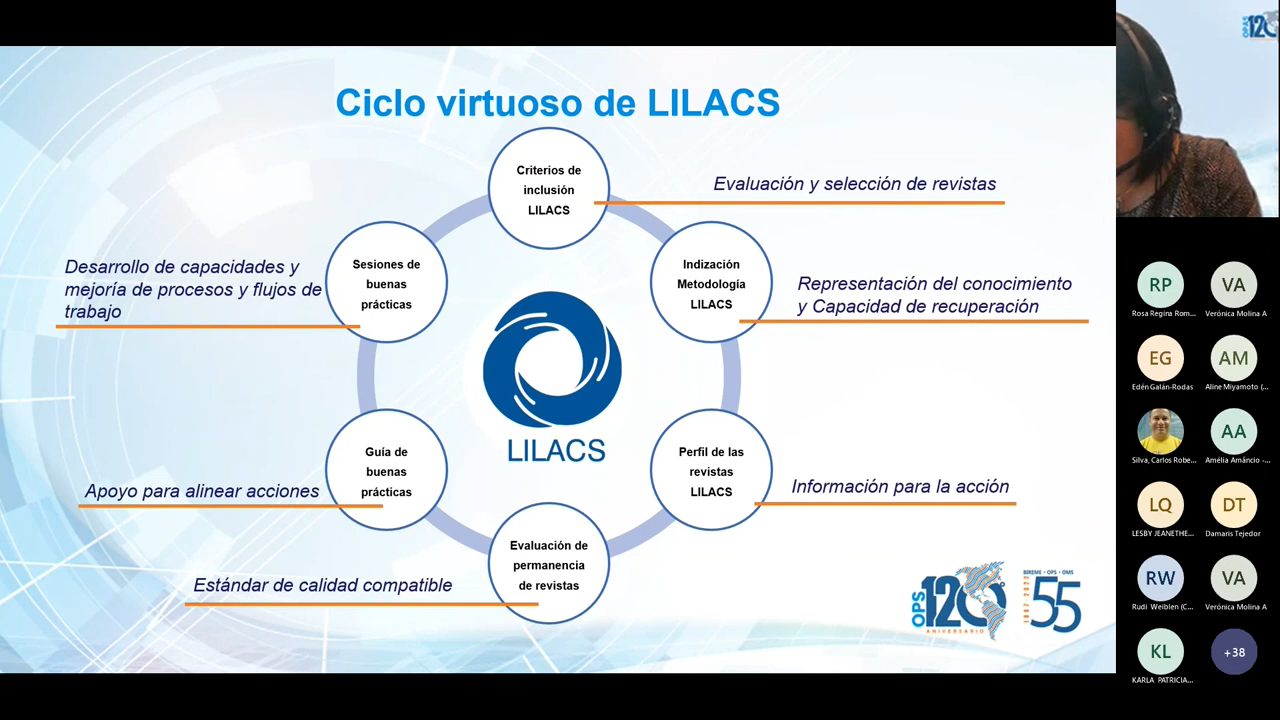 Ciclo virtuoso de LILACS
Criterios de
inclusión
LILACS
Evaluación y selección de revistas
Indización
Metodología
LILACS
Representación del conocimiento
y Capacidad de recuperación
Perfil de las
revistas
LILACS
Información para la acción
Evaluación de
permanencia
de revistas
Estándar de calidad compatible
Guía de
buenas
prácticas
Apoyo para alinear acciones
Sesiones de
buenas
prácticas
Desarrollo de capacidades y
mejoría de procesos y flujos de
trabajo
LILACS
OPS 120
ANIVERSARIO
BIREME • OPS • OMS
1967 - 2022
55
OPS 120
RP
Rosa Regina Rom...
VA
Verónica Molina A
EG
Edén Galán-Rodas
AM
Aline Miyamoto (...
Silva, Carlos Robe...
AA
Amélia Amâncio -...
LQ
LESBY JEANETHE...
DT
Damaris Tejedor
RW
Rudi Weiblen (C...
VA
Verónica Molina A
KL
KARLA PATRICIA...
+38